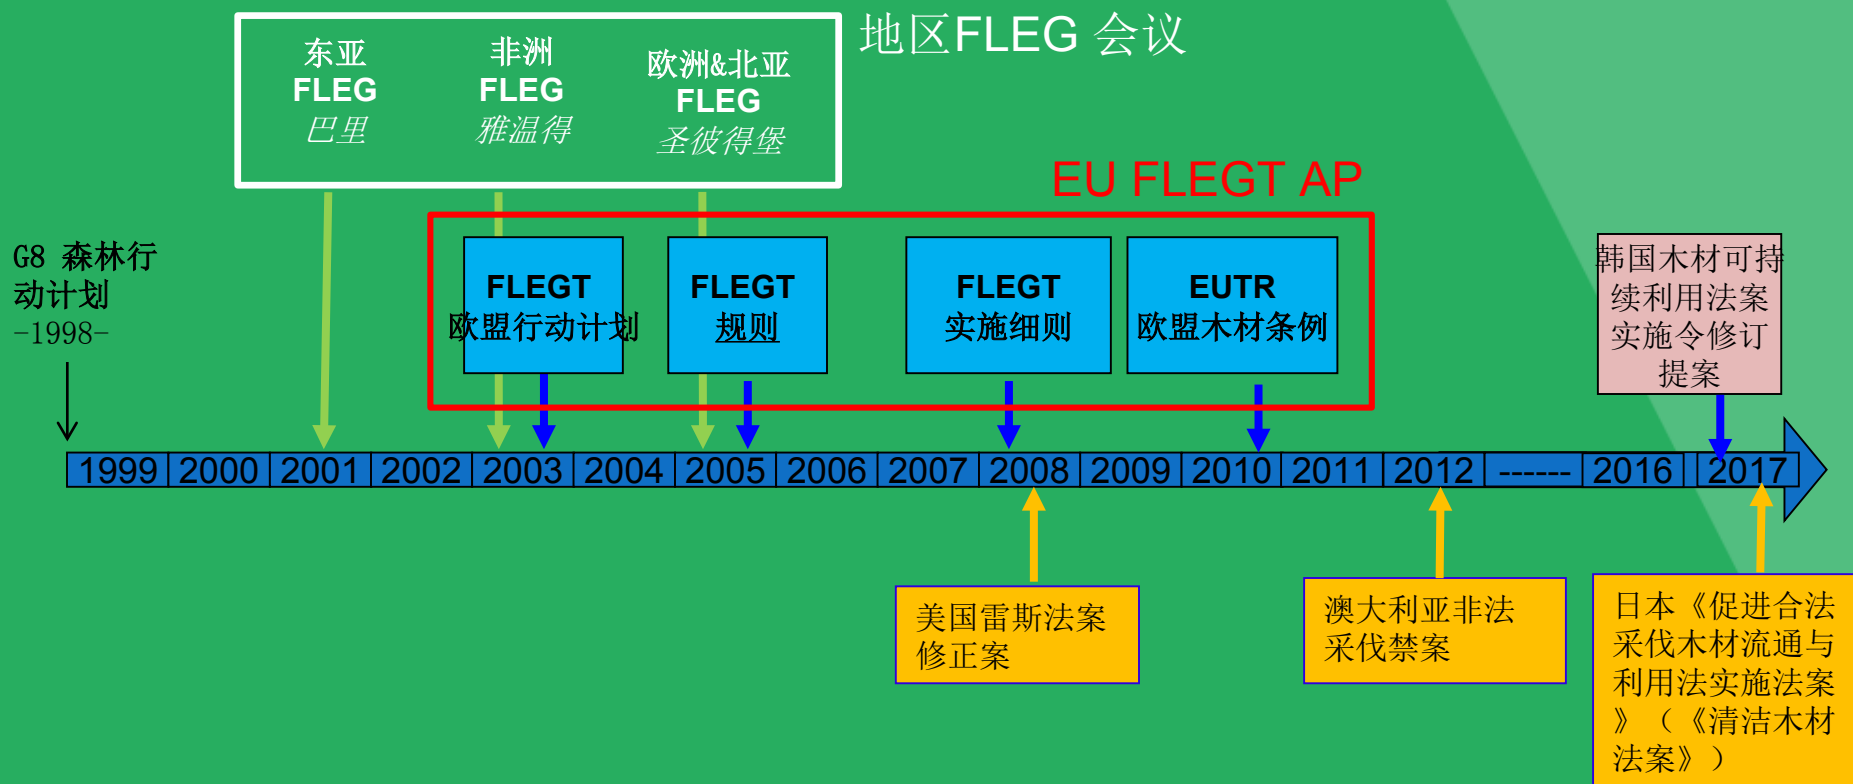 地区FLEG 会议
东亚
FLEG
巴里
非洲
FLEG
雅温得
欧洲&北亚
FLEG
圣彼得堡
EU FLEGT AP
G8 森林行
动计划
-1998-
FLEGT
欧盟行动计划
FLEGT
规则
FLEGT
实施细则
EUTR
欧盟木材条例
韩国木材可持
续利用法案
实施令修订
提案
1999 2000 2001 2002 2003 2004 2005 2006 2007 2008 2009 2010 2011 2012 ------ 2016 2017
美国雷斯法案
修正案
澳大利亚非法
采伐禁案
日本《促进合法
采伐木材流通与
利用法实施法案
》（《清洁木材
法案》）